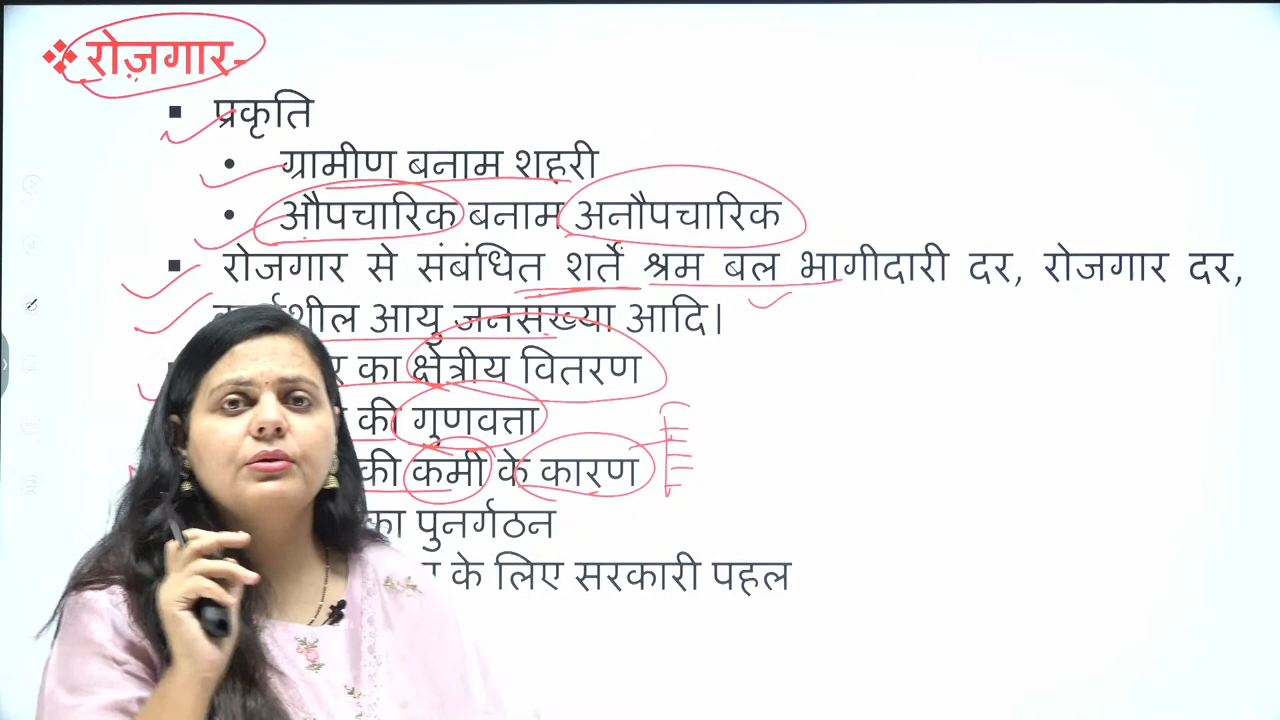 रोज़गार-
प्रकृति
ग्रामीण बनाम शहरी
औपचारिक बनाम अनौपचारिक
रोजगार से संबंधित शर्तें श्रम बल भागीदारी दर, रोजगार दर,
आयु जनसंख्या आदि।
का क्षेत्रीय वितरण
की गुणवत्ता
की कमी के कारण
का पुनर्गठन
के लिए सरकारी पहल